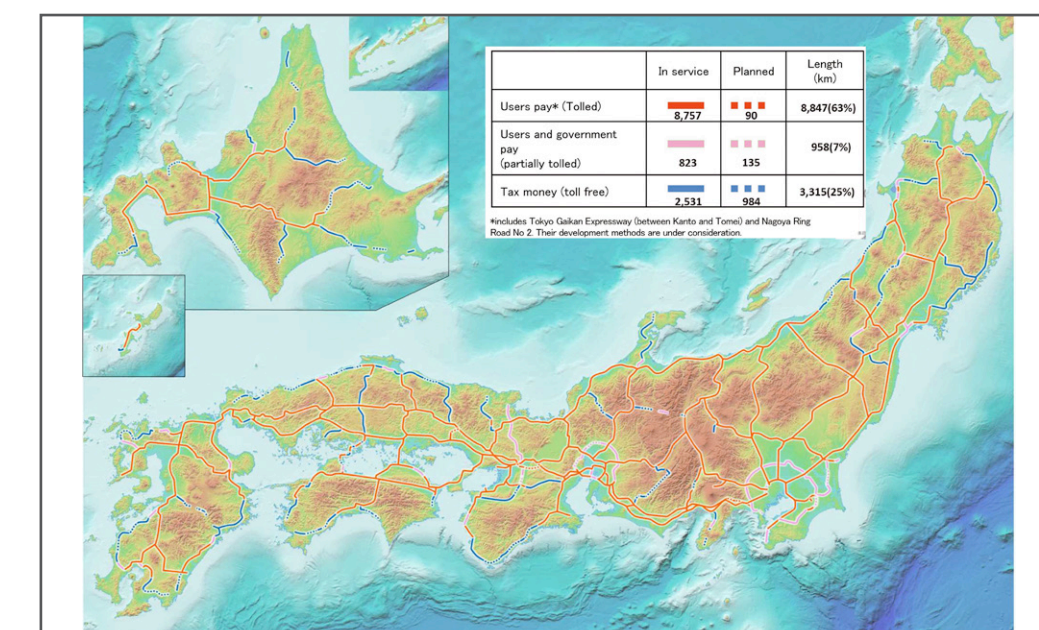 In service
Planned
Length
(km)
Users pay* (Tolled)
8,757
90
8,847(63%)
Users and government
pay
(partially tolled)
823
135
958(7%)
Tax money (toll free)
2,531
984
3,315(25%)
*includes Tokyo Gaikan Expressway (between Kanto and Tomei) and Nagoya Ring
Road No 2. Their development methods are under consideration.